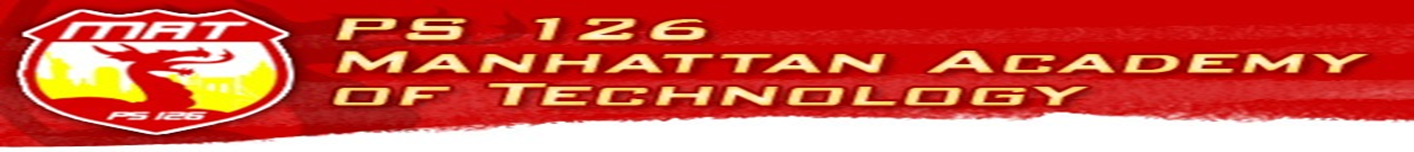 MAT
PS 126
PS 126
MANHATTAN ACADEMY
OF TECHNOLOGY